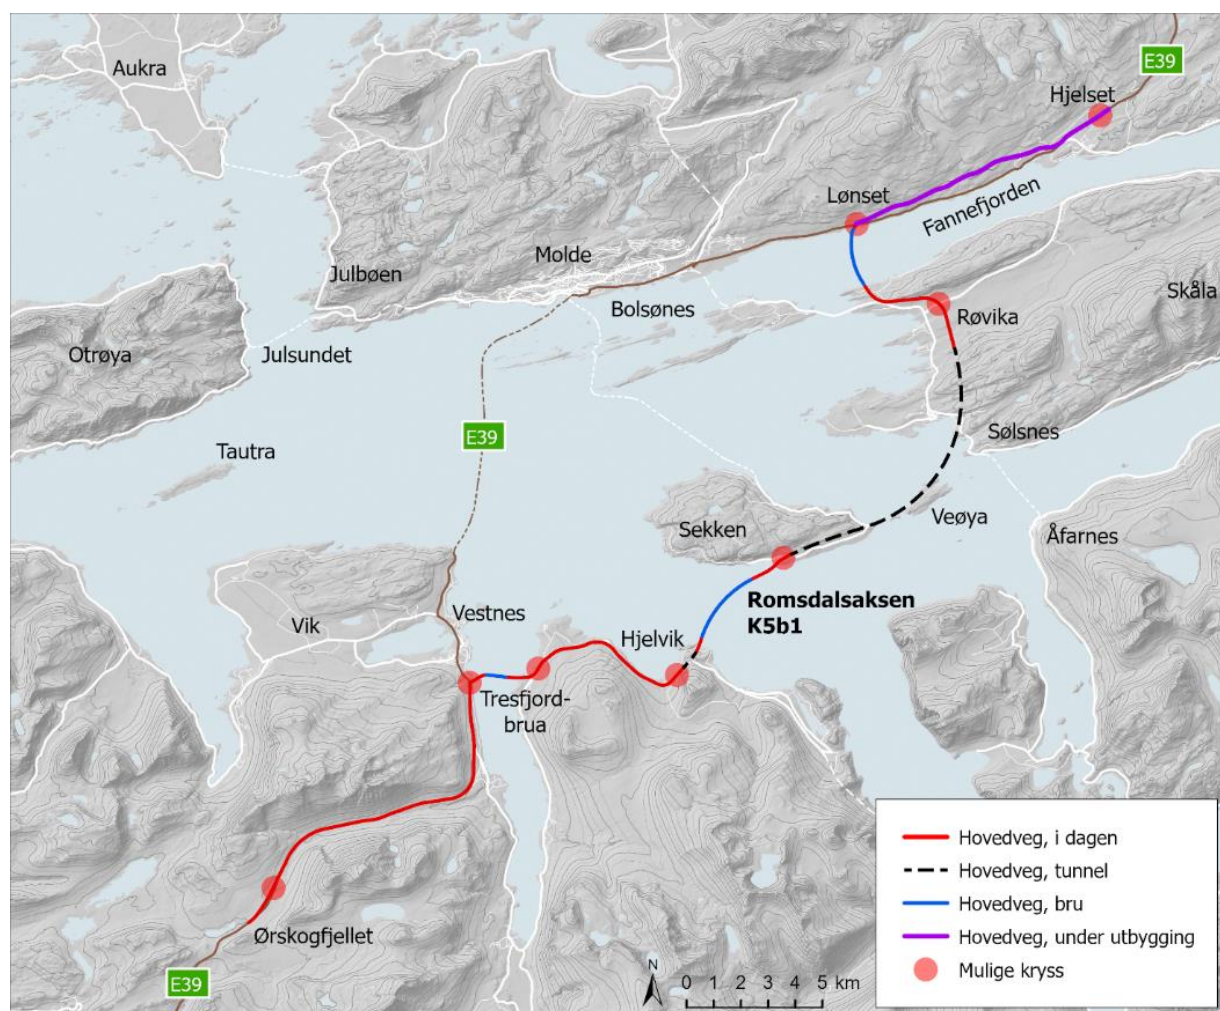 Aukra
E39
Hjelset
Lønset
Fannefjorden
Molde
Julbøen
Skåla
Bolsønes
Røvika
Otrøya
Julsundet
E39
Sølsnes
Tautra
Veøya
Sekken
Åfarnes
Romsdalsaksen
K5b1
Vestnes
Vik
Hjelvik
Tresfjord-
brua
Ørskogfjellet
E39
N
0 1 2 3 4 5 km
Hovedveg, i dagen
Hovedveg, tunnel
Hovedveg, bru
Hovedveg, under utbygging
Mulige kryss